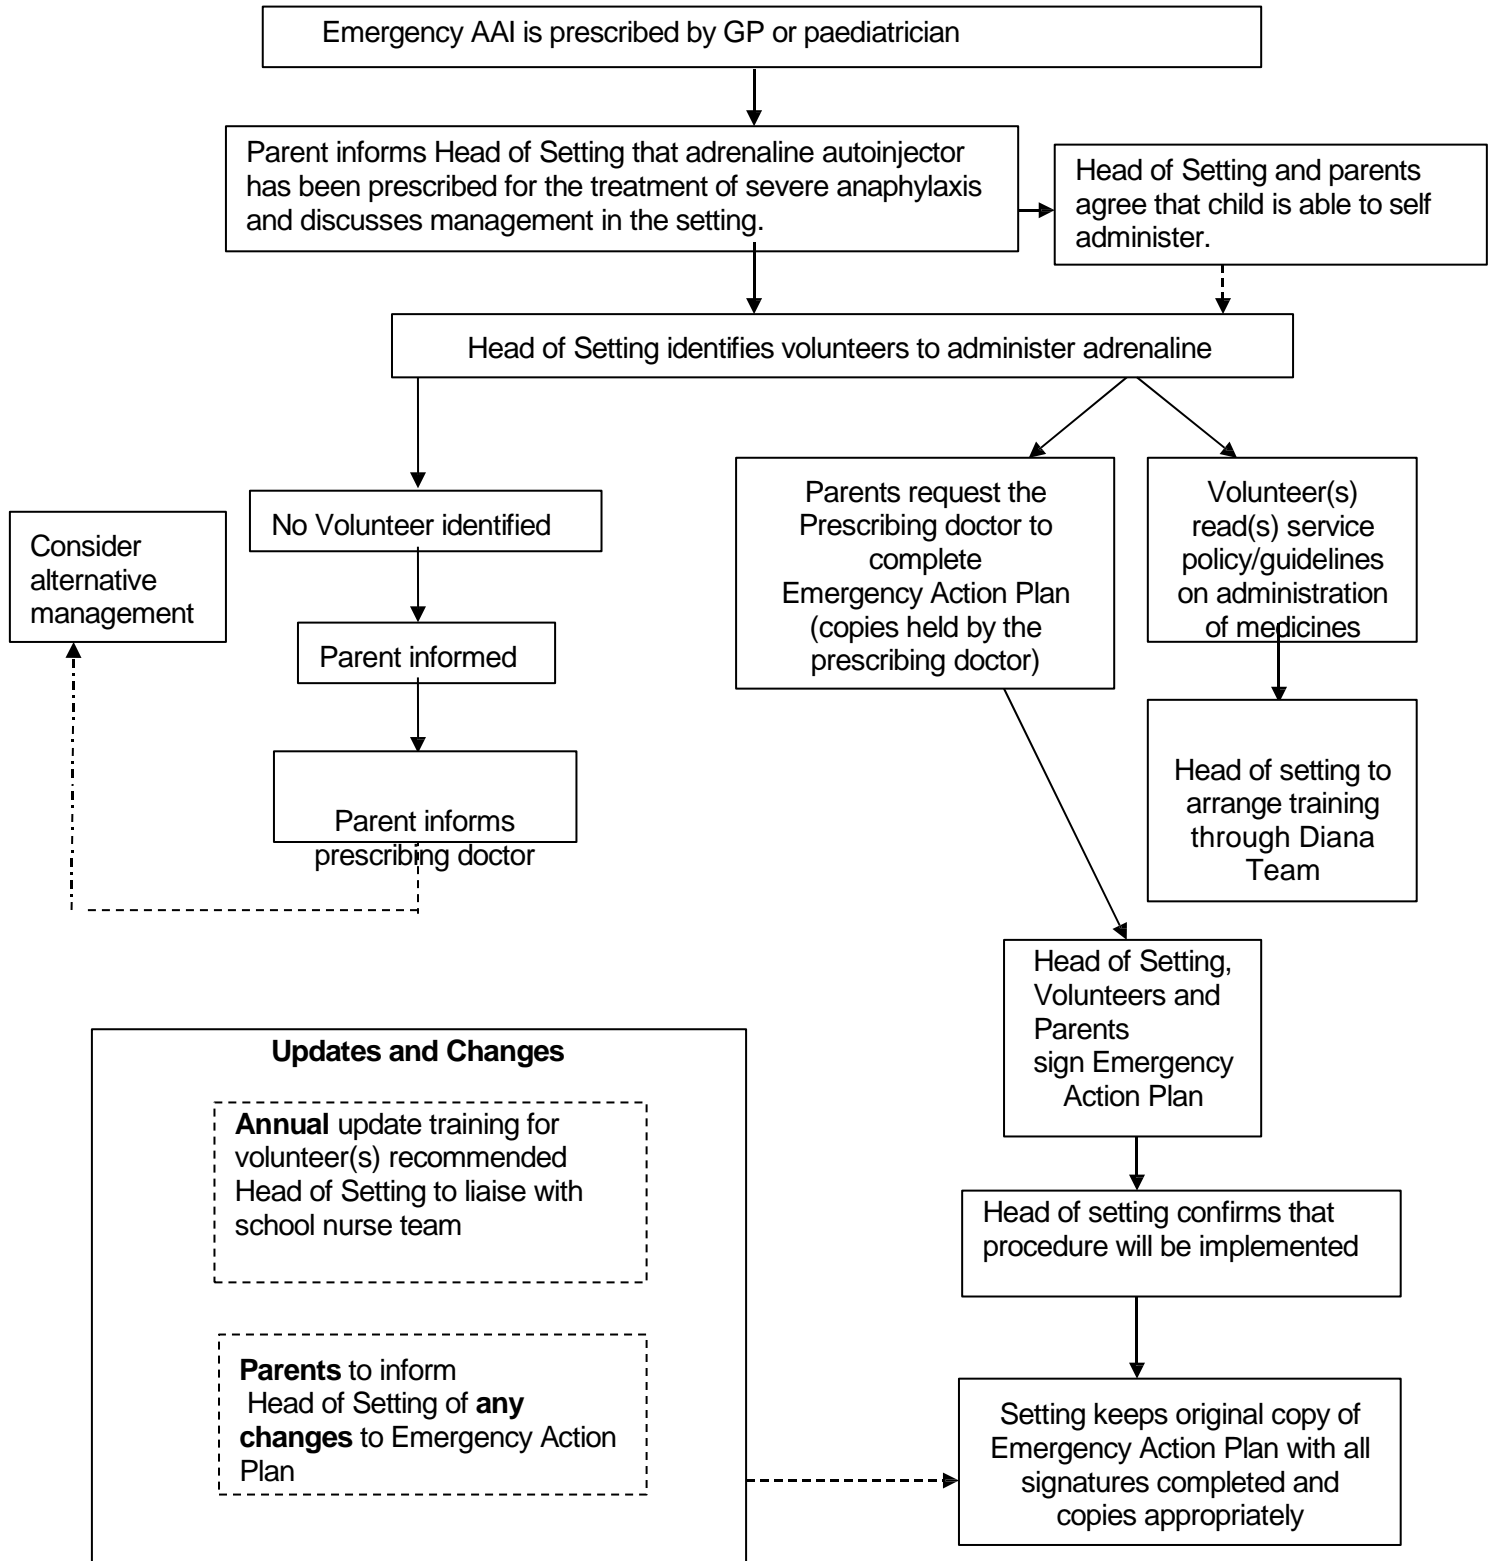 Emergency AAI is prescribed by GP or paediatrician
Parent informs Head of Setting that adrenaline autoinjector
has been prescribed for the treatment of severe anaphylaxis
and discusses management in the setting.
Head of Setting and parents
agree that child is able to self
administer.
Head of Setting identifies volunteers to administer adrenaline
No Volunteer identified
Parent informed
Parent informs
prescribing doctor
Consider
alternative
management
Parents request the
Prescribing doctor to
complete
Emergency Action Plan
(copies held by the
prescribing doctor)
Volunteer(s)
read(s) service
policy/guidelines
on administration
of medicines
Head of setting to
arrange training
through Diana
Team
Head of Setting,
Volunteers and
Parents
sign Emergency
Action Plan
Head of setting confirms that
procedure will be implemented
Setting keeps original copy of
Emergency Action Plan with all
signatures completed and
copies appropriately
Updates and Changes
Annual update training for
volunteer(s) recommended
Head of Setting to liaise with
school nurse team
Parents to inform
Head of Setting of any
changes to Emergency Action
Plan